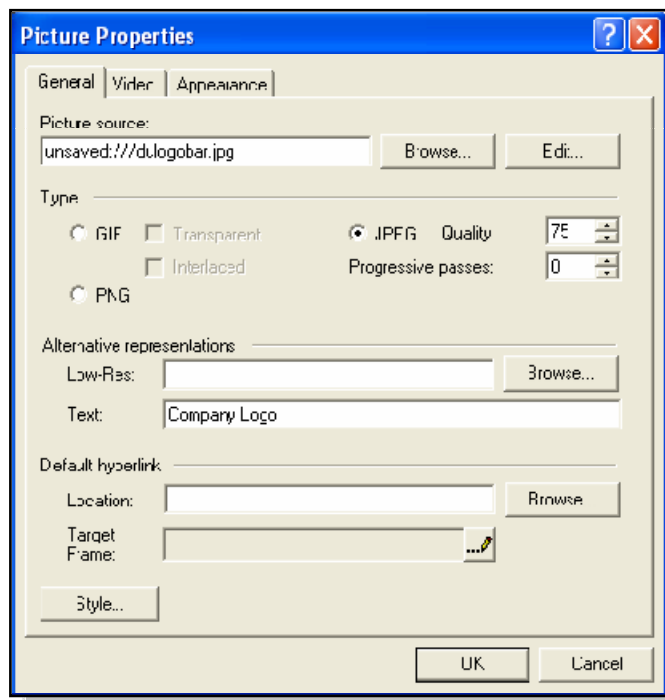 Picture Properties
General Video Appearance
Picture source:
unsaved:///dulogobar.jpg Browse... Edit...
Type
GIF Transparent JPEG Quality 75
Interlaced Progressive passes: 0
PNG
Alternative representations
Low-Res: Browse...
Text: Company Logo
Default hyperlink
Location: Browse
Target
Frame:
Style...
OK Cancel